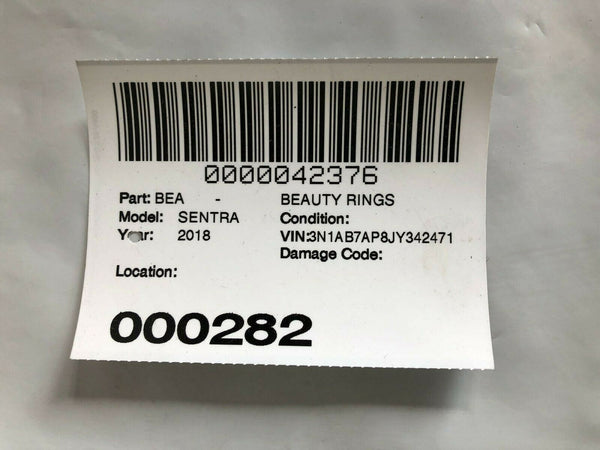 0000042376
Part: BEA - BEAUTY RINGS
Model: SENTRA Condition:
Year: 2018 VIN:3N1AB7AP8JY342471
Damage Code:
Location:
000282